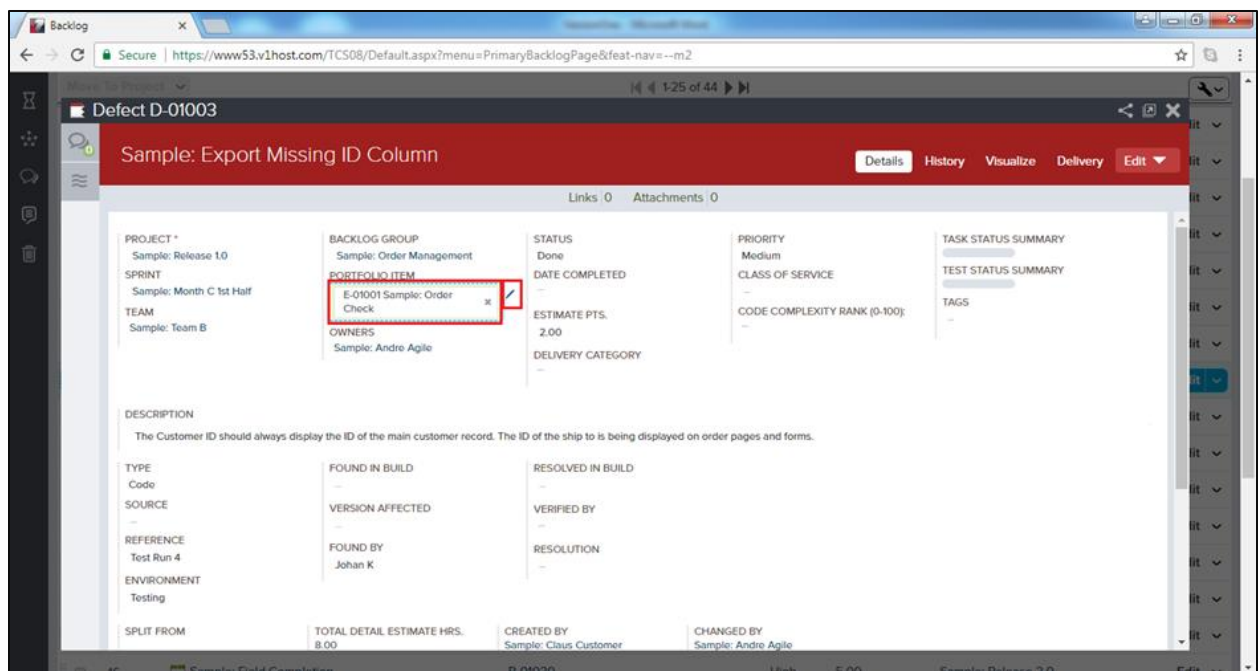 Backlog
Secure | https://www53.v1host.com/TCS08/Default.aspx?menu=PrimaryBacklogPage&feat-nav=--m2
Move To Project
1-25 of 44
Defect D-01003
Sample: Export Missing ID Column
Details History Visualize Delivery Edit
Links 0 Attachments 0
PROJECT * BACKLOG GROUP STATUS PRIORITY TASK STATUS SUMMARY
Sample: Release 1.0 Sample: Order Management Done Medium
SPRINT PORTFOLIO ITEM DATE COMPLETED CLASS OF SERVICE TEST STATUS SUMMARY
Sample: Month C 1st Half E-01001 Sample: Order Check
TEAM ESTIMATE PTS. CODE COMPLEXITY RANK (0-100): TAGS
Sample: Team B OWNERS 2.00
Sample: Andre Agile DELIVERY CATEGORY
DESCRIPTION
The Customer ID should always display the ID of the main customer record. The ID of the ship to is being displayed on order pages and forms.
TYPE FOUND IN BUILD RESOLVED IN BUILD
Code
SOURCE VERSION AFFECTED VERIFIED BY
REFERENCE FOUND BY RESOLUTION
Test Run 4 Johan K
ENVIRONMENT
Testing
SPLIT FROM TOTAL DETAIL ESTIMATE HRS. CREATED BY CHANGED BY
8.00 Sample: Claus Customer Sample: Andre Agile